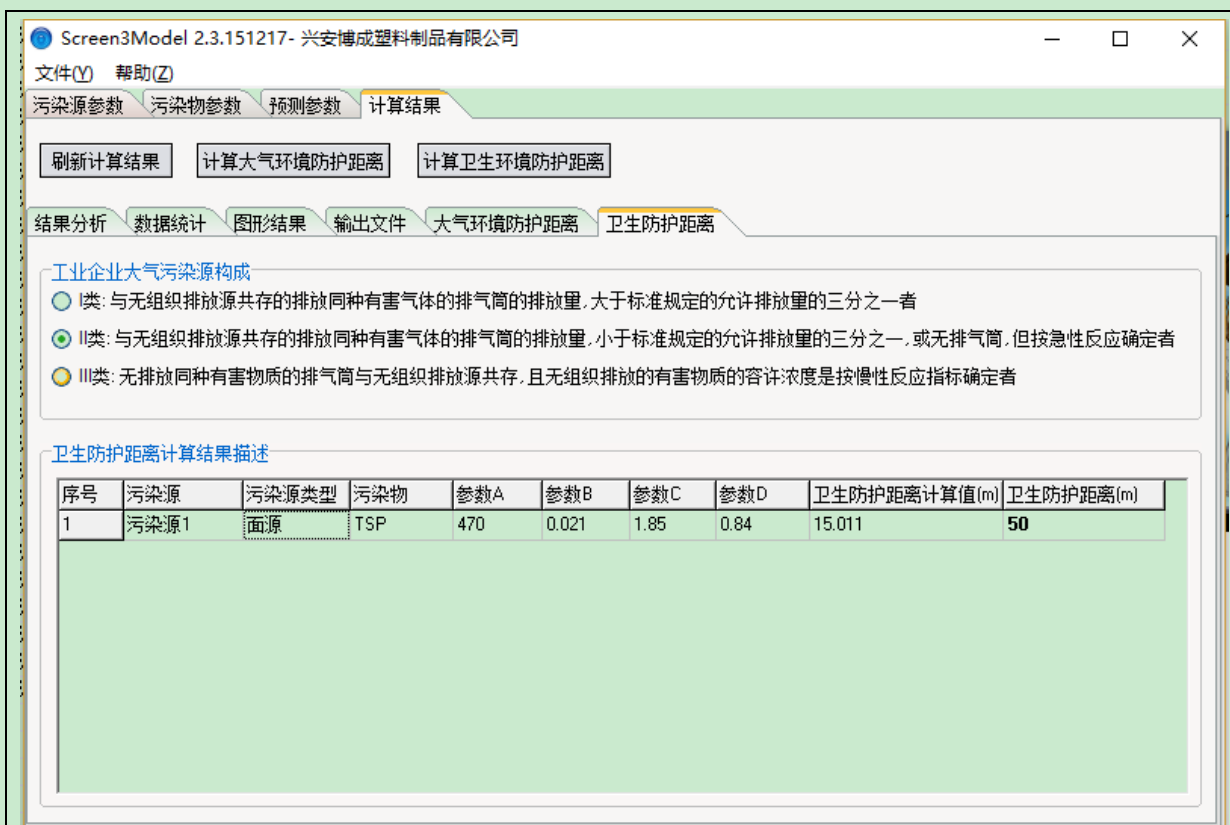 Screen3Model 2.3.151217- 兴安博成塑料制品有限公司
文件(Y) 帮助(Z)
污染源参数 污染物参数 预测参数 计算结果
刷新计算结果 计算大气环境防护距离 计算卫生环境防护距离
结果分析 数据统计 图形结果 输出文件 大气环境防护距离 卫生防护距离
工业企业大气污染源构成
I类: 与无组织排放源共存的排放同种有害气体的排气筒的排放量,大于标准规定的允许排放量的三分之一者
II类: 与无组织排放源共存的排放同种有害气体的排气筒的排放量,小于标准规定的允许排放量的三分之一,或无排气筒,但按急性反应确定者
III类: 无排放同种有害物质的排气筒与无组织排放源共存,且无组织排放的有害物质的容许浓度是按慢性反应指标确定者
卫生防护距离计算结果描述
序号 污染源 污染源类型 污染物 参数A 参数B 参数C 参数D 卫生防护距离计算值(m) 卫生防护距离(m)
1 污染源1 面源 TSP 470 0.021 1.85 0.84 15.011 50